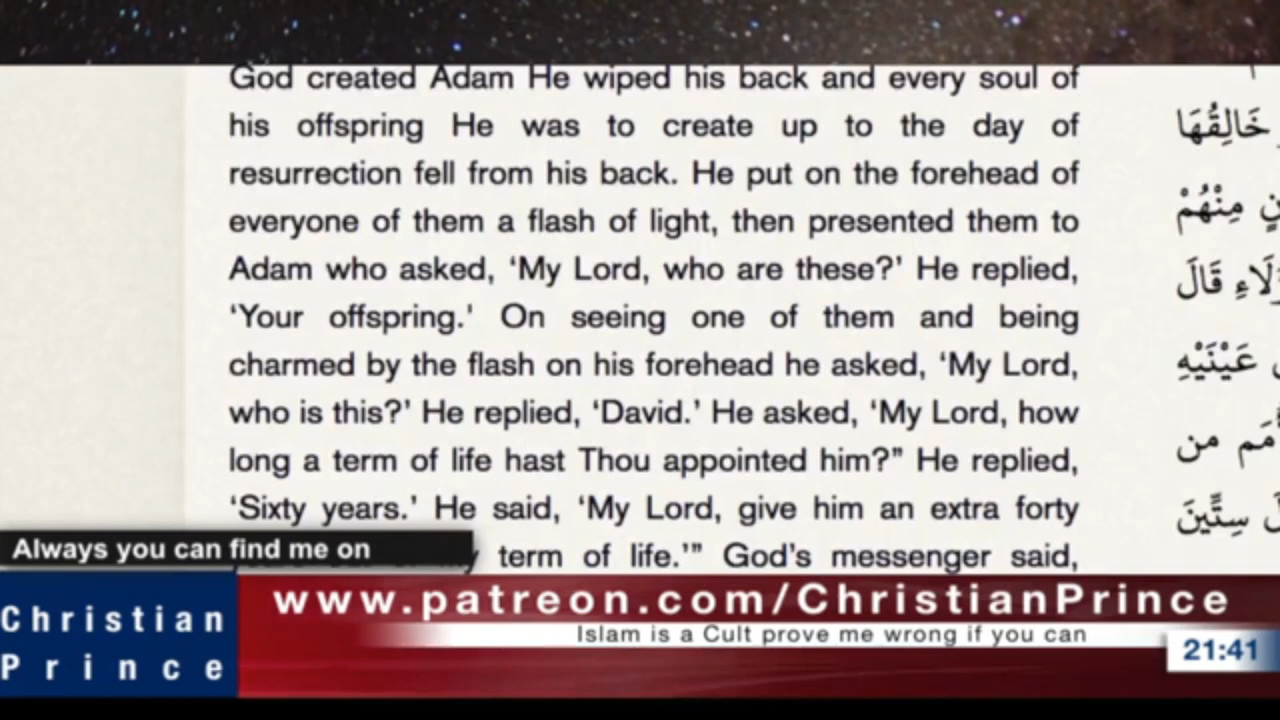 God created Adam He wiped his back and every soul of
his offspring He was to create up to the day of
resurrection fell from his back. He put on the forehead of
everyone of them a flash of light, then presented them to
Adam who asked, ‘My Lord, who are these?’ He replied,
‘Your offspring.' On seeing one of them and being
charmed by the flash on his forehead he asked, ‘My Lord,
who is this?’ He replied, ‘David.’ He asked, ‘My Lord, how
long a term of life hast Thou appointed him?” He replied,
‘Sixty years.’ He said, ‘My Lord, give him an extra forty
term of life.’” God’s messenger said,
خَالِقُهَا
مِنْهُمْ
قَالَ
عَيْنَيْهِ
من
سِتِّينَ
Always you can find me on
Christian
Prince
www.patreon.com/ChristianPrince
Islam is a Cult prove me wrong if you can
21:41